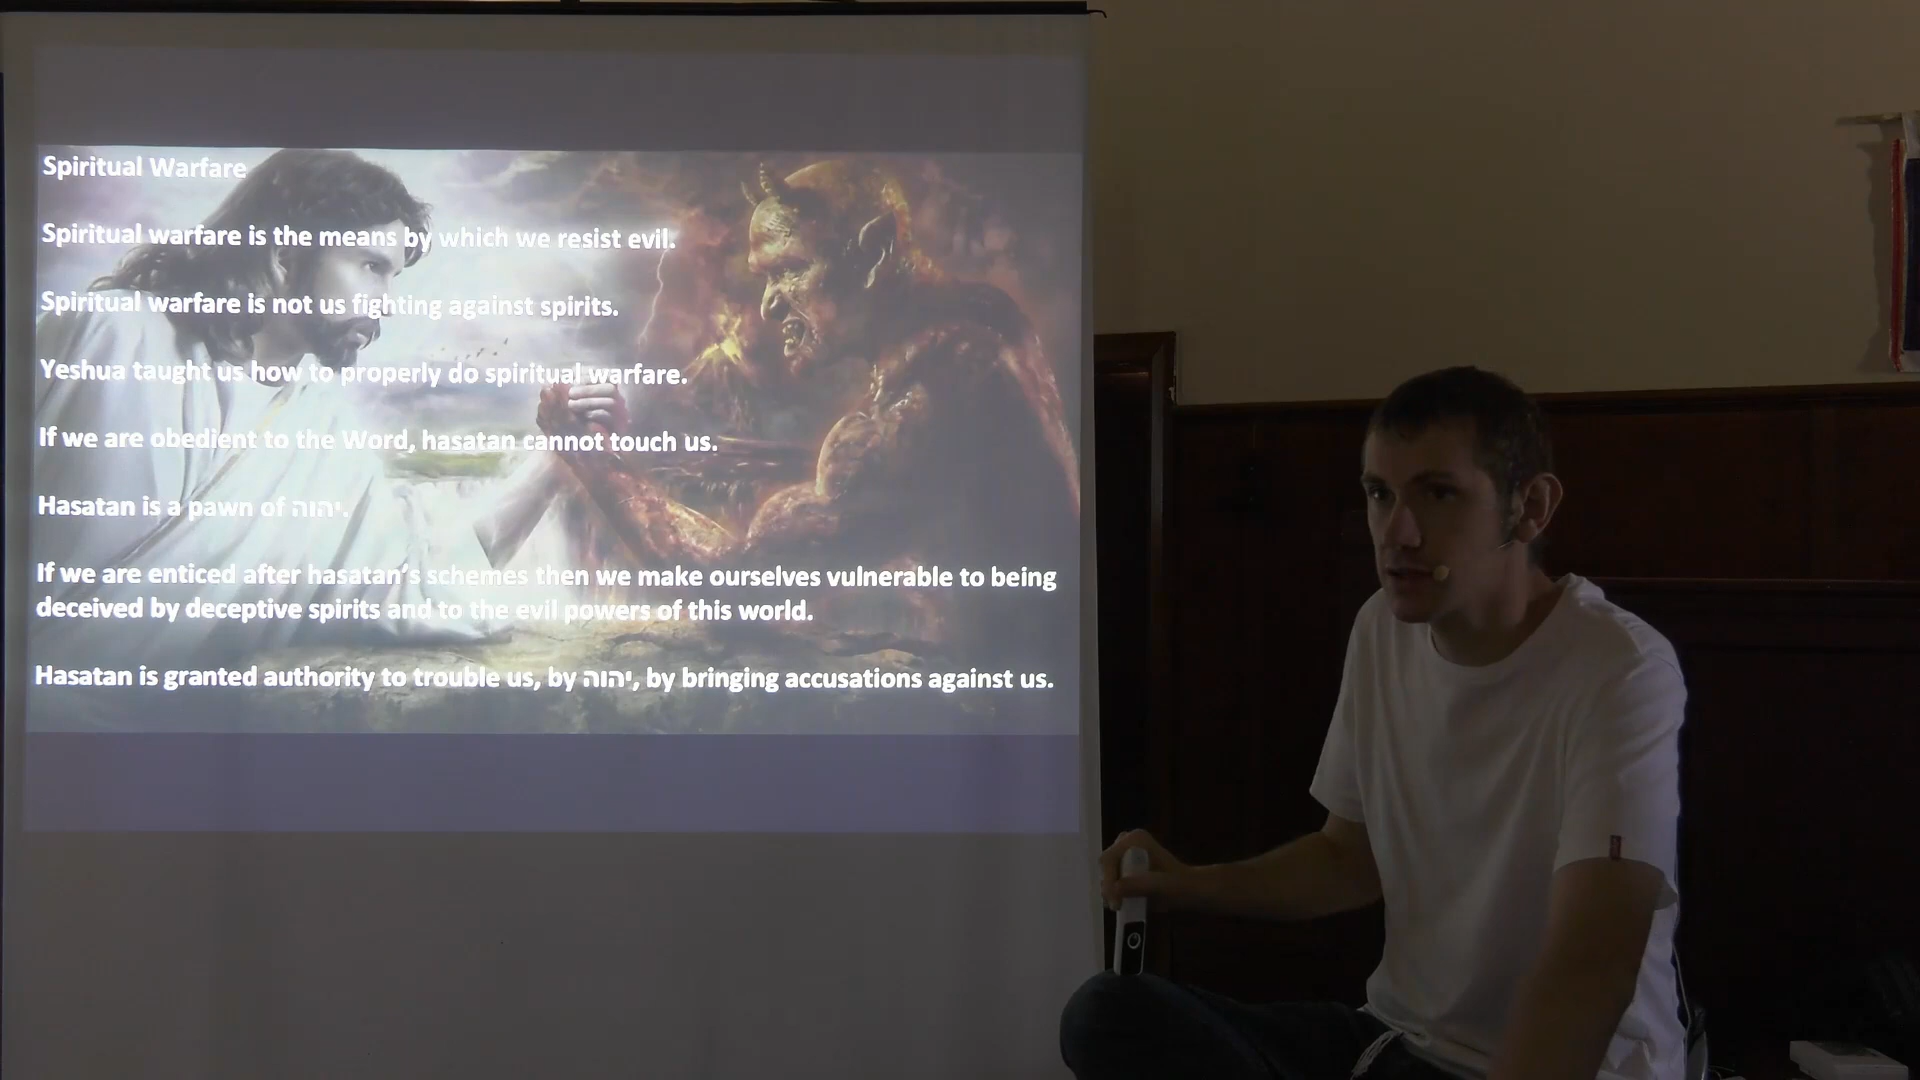 Spiritual Warfare
Spiritual warfare is the means by which we resist evil.
Spiritual warfare is not us fighting against spirits.
Yeshua taught us how to properly do spiritual warfare.
If we are obedient to the Word, hasatan cannot touch us.
Hasatan is a pawn of יהוה.
If we are enticed after hasatan's schemes then we make ourselves vulnerable to being
deceived by deceptive spirits and to the evil powers of this world.
Hasatan is granted authority to trouble us, by יהוה, by bringing accusations against us.